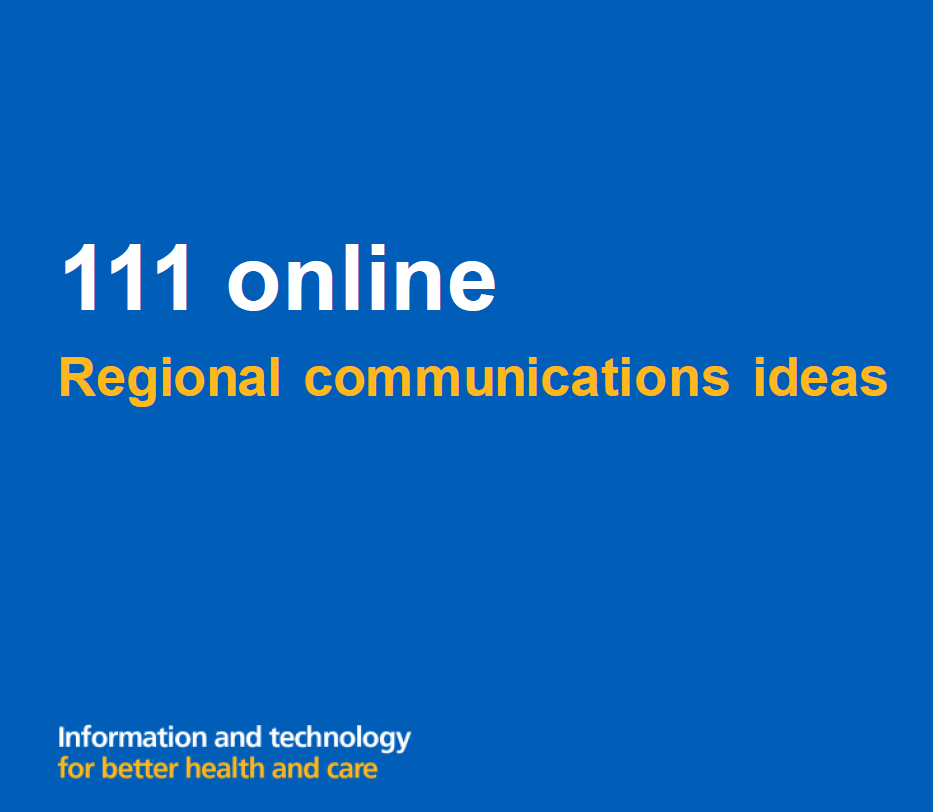 111 online
Regional communications ideas
Information and technology
for better health and care